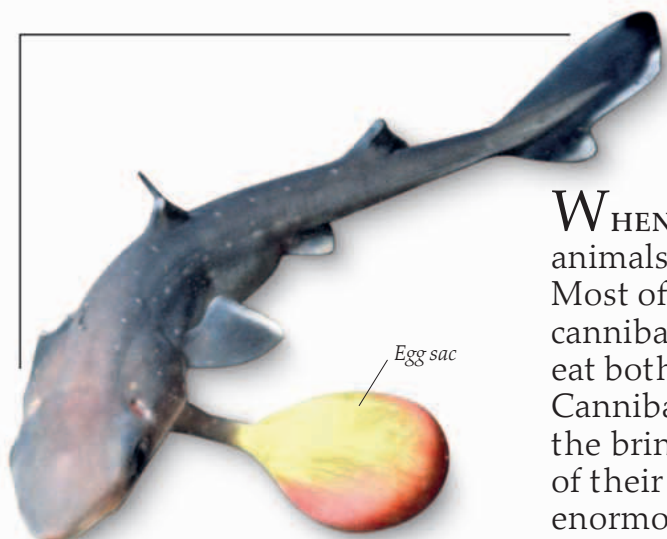 Egg sac
WHEN
animals
Most of
canniba
eat both
Canniba
the brin
of their
enormo